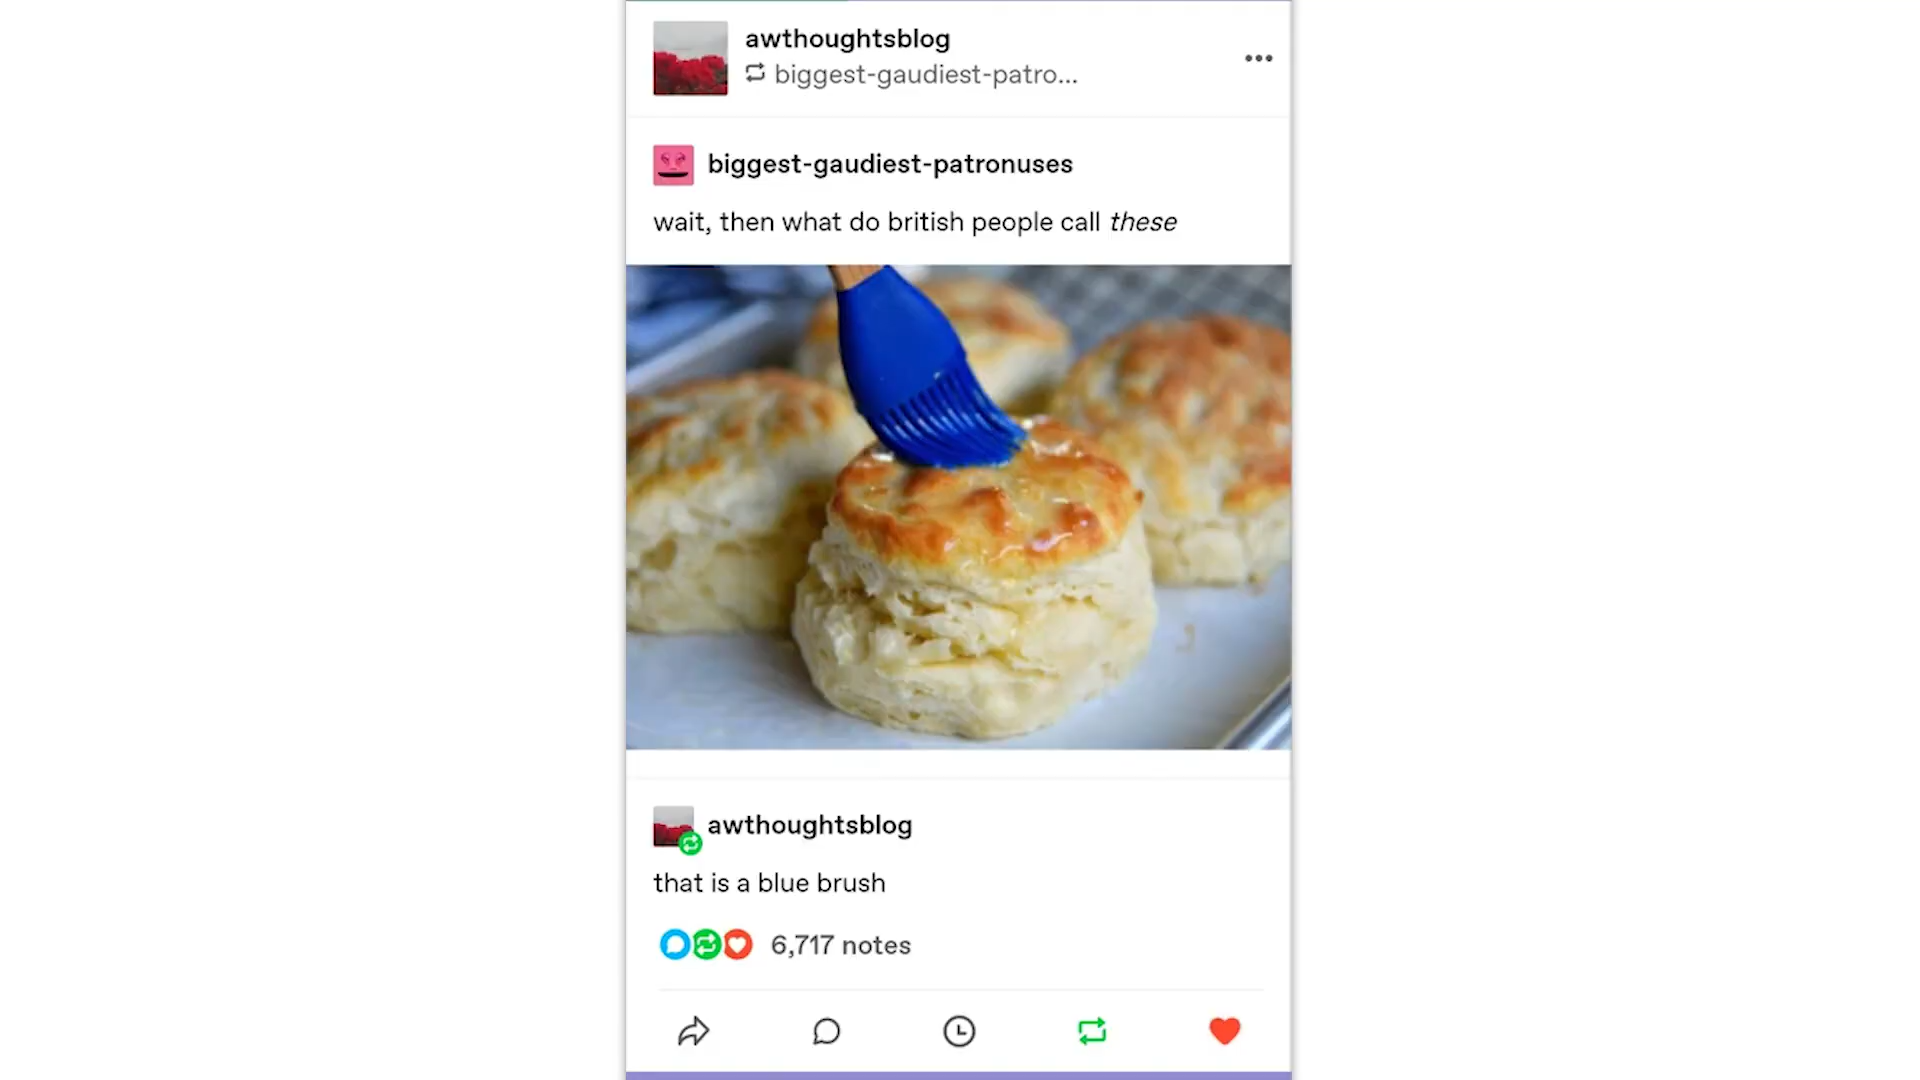 awthoughtsblog
biggest-gaudiest-patro...
biggest-gaudiest-patronuses
wait, then what do british people call these
awthoughtsblog
that is a blue brush
6,717 notes